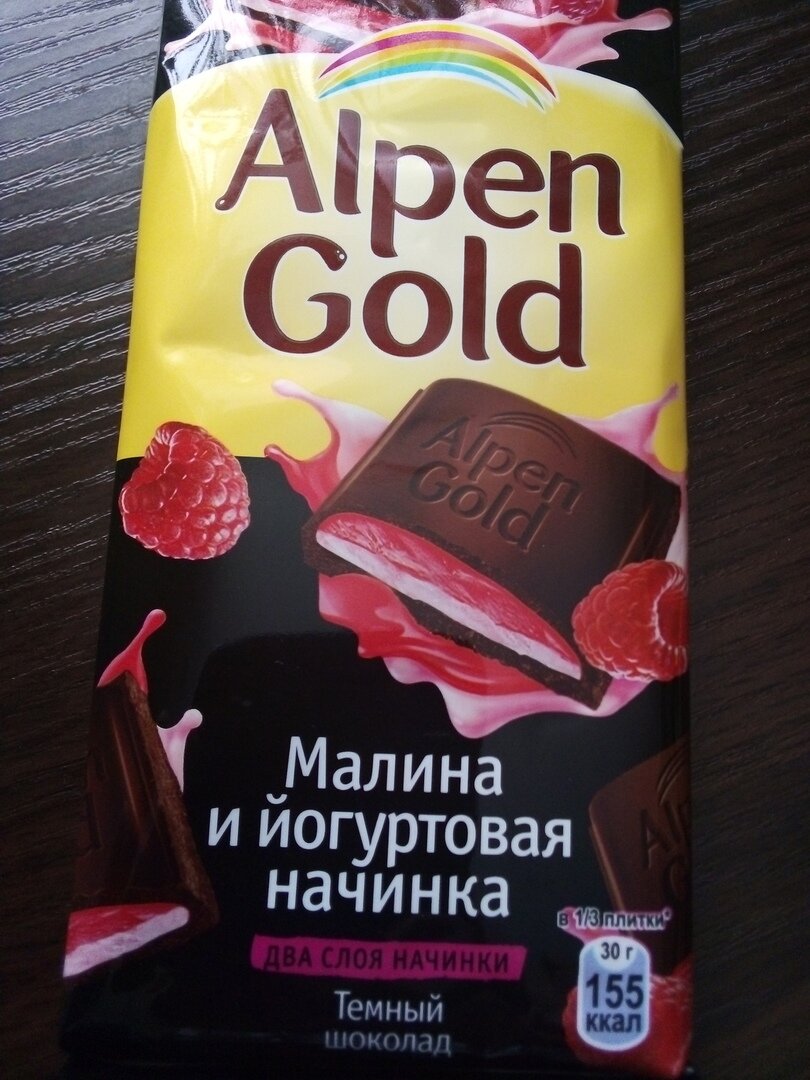 Alpen
Gold
Alpen
Gold
Малина
и йогуртовая
начинка
в 1/3 плитки*
30 г
155
ккал
ДВА СЛОЯ НАЧИНКИ
Темный
шоколад